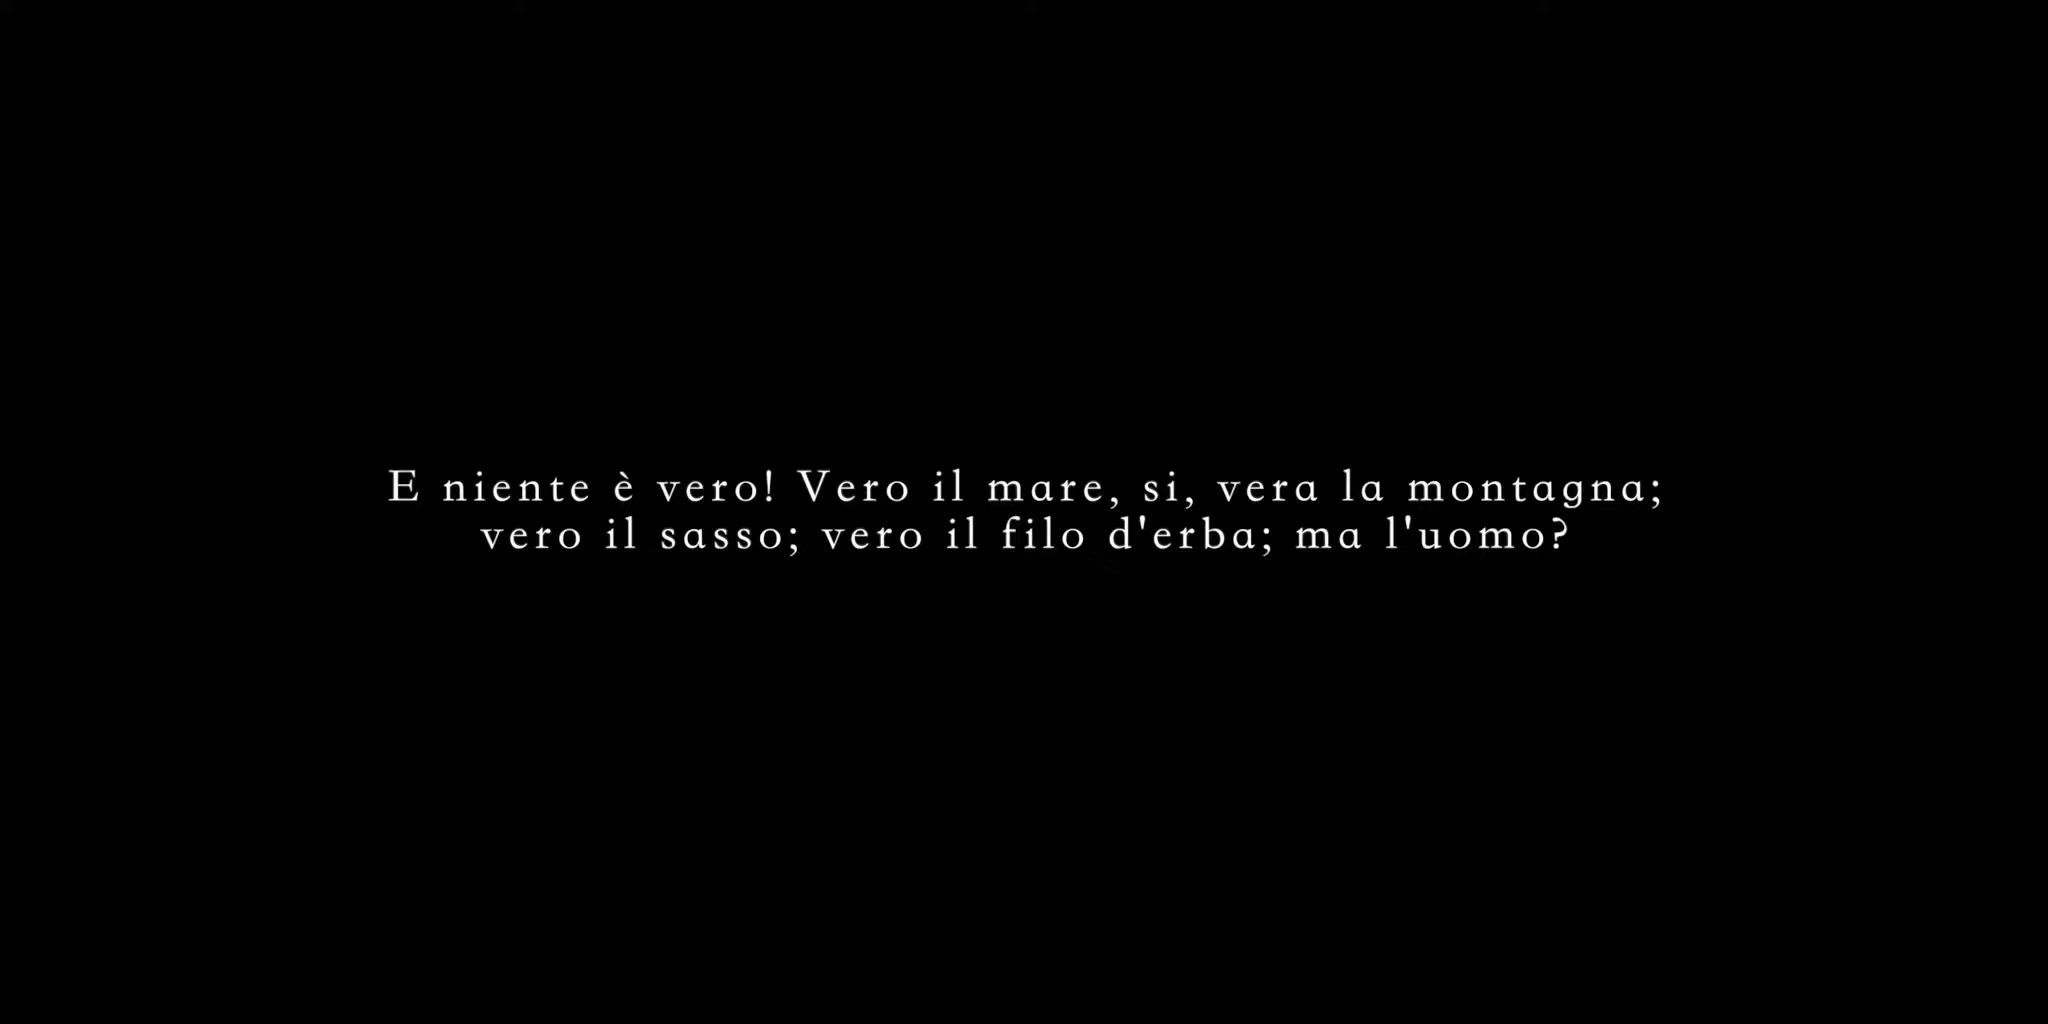 E niente è vero! Vero il mare, si, vera la montagna;
vero il sasso; vero il filo d'erba; ma l'uomo?